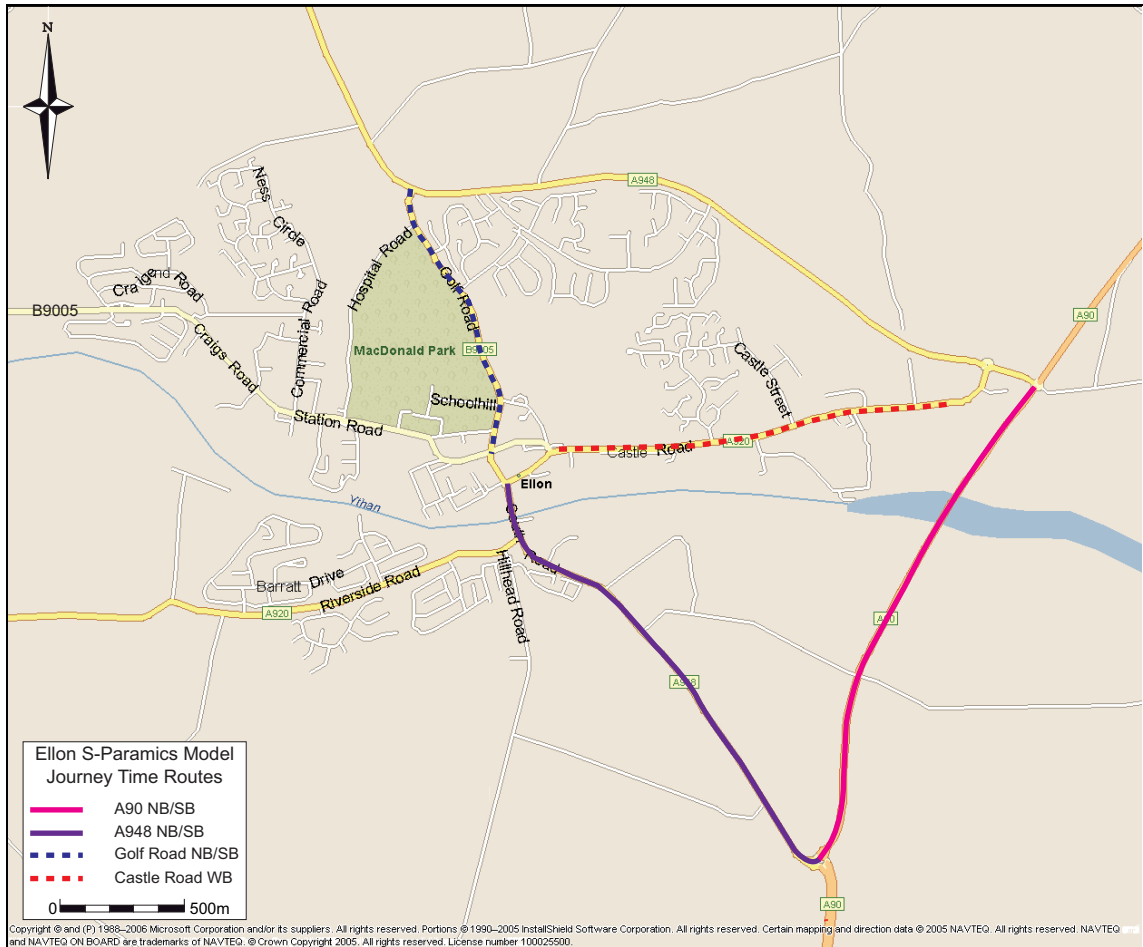 N
A948
Ness Circle
Hospital Road
Craigend Road
Golf Road
B9005
A90
Commercial Road
Craigs Road
MacDonald Park
B9005
Castle Street
Schoolhill
Station Road
A920
Castle Road
Ellon
Ythan
Road
Hillhead Road
Barratt Drive
Riverside Road
A920
A90
A948
Ellon S-Paramics Model
Journey Time Routes
A90 NB/SB
A948 NB/SB
Golf Road NB/SB
Castle Road WB
0 500m
A90
Copyright © and (P) 1988–2006 Microsoft Corporation and/or its suppliers. All rights reserved. Portions © 1990–2005 InstallShield Software Corporation. All rights reserved. Certain mapping and direction data © 2005 NAVTEQ. All rights reserved. NAVTEQ
and NAVTEQ ON BOARD are trademarks of NAVTEQ. © Crown Copyright 2005. All rights reserved. License number 100025500.